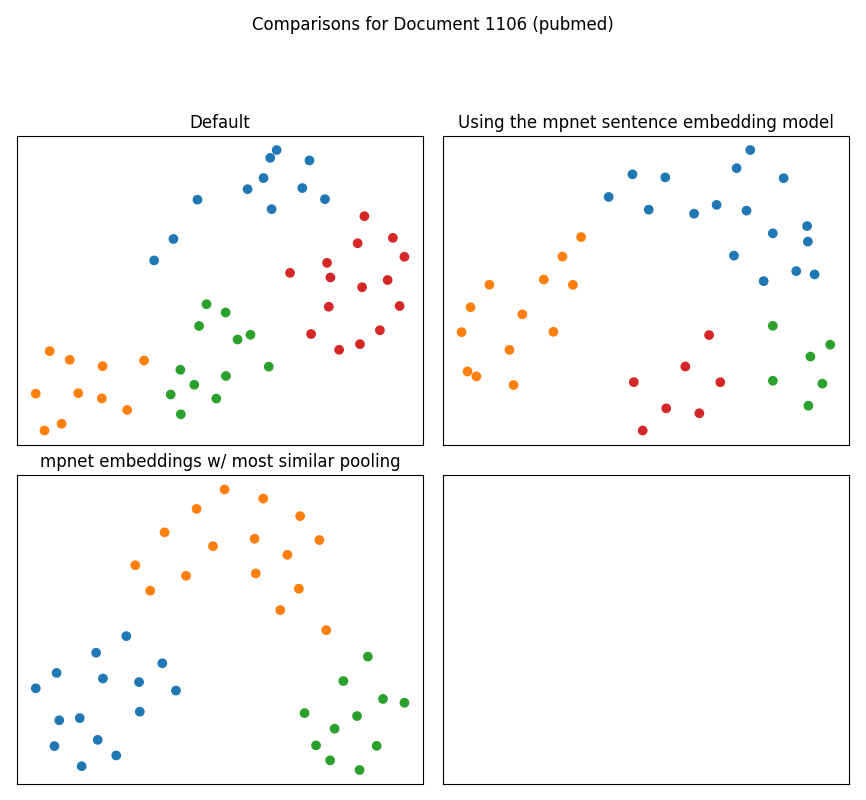 Comparisons for Document 1106 (pubmed)
Default
Using the mpnet sentence embedding model
mpnet embeddings w/ most similar pooling